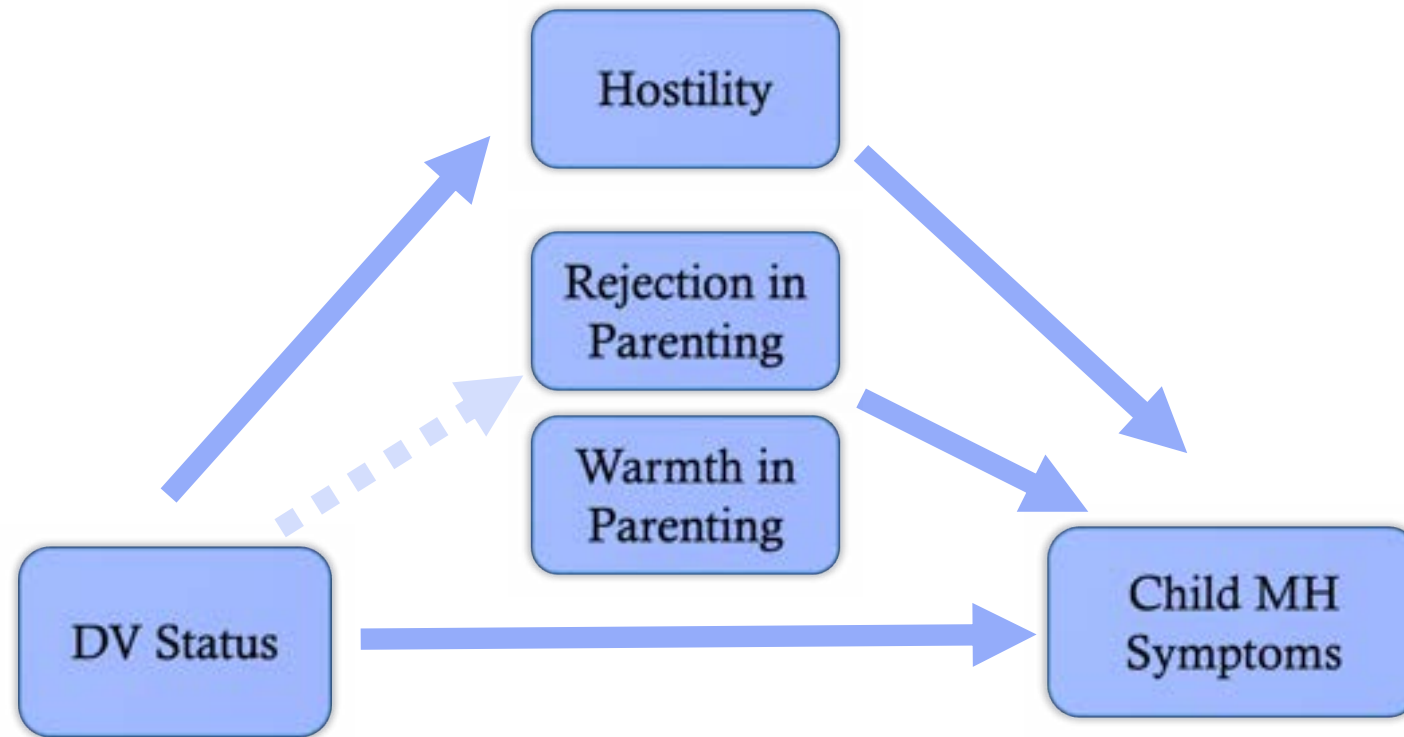 Hostility
Rejection in
Parenting
Warmth in
Parenting
DV Status
Child MH
Symptoms